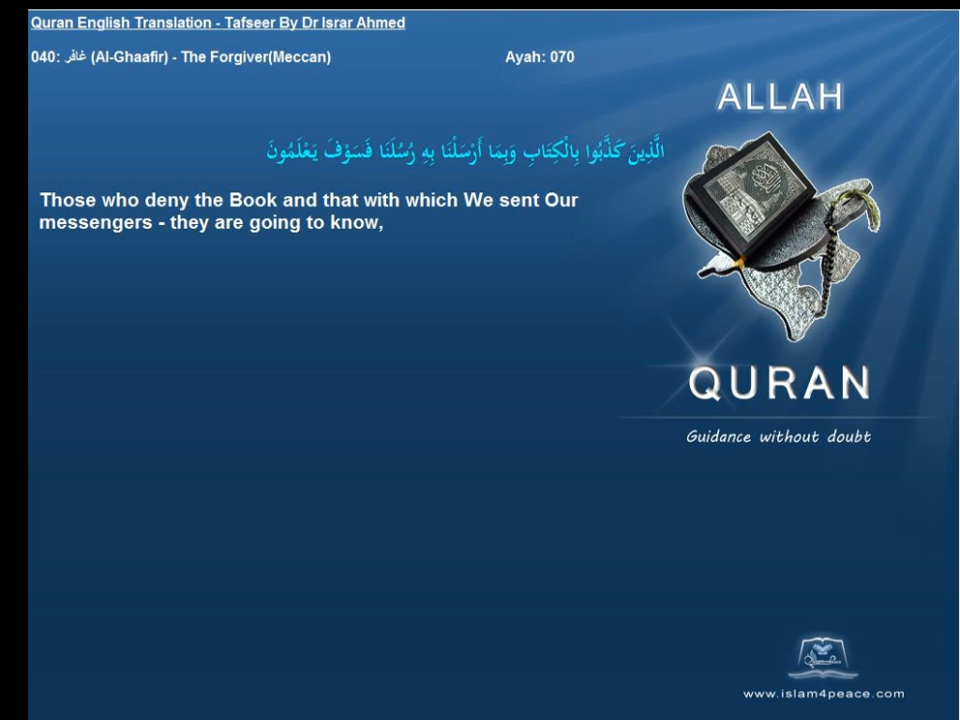 Quran English Translation - Tafseer By Dr Israr Ahmed
040: غافر (Al-Ghaafir) - The Forgiver(Meccan) Ayah: 070
ALLAH
الَّذِينَ كَذَّبُوا بِالْكِتَابِ وَبِمَا أَرْسَلْنَا بِهِ رُسُلَنَا فَسَوْفَ يَعْلَمُونَ
Those who deny the Book and that with which We sent Our
messengers - they are going to know,
QURAN
Guidance without doubt
www.islam4peace.com